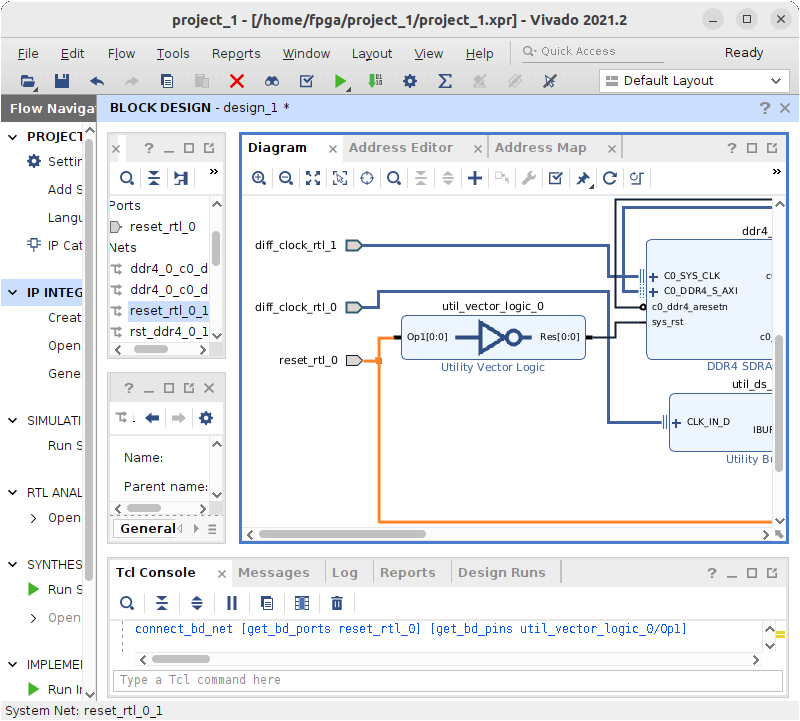 project_1 - [/home/fpga/project_1/project_1.xpr] - Vivado 2021.2
File Edit Flow Tools Reports Window Layout View Help Quick Access Ready
Default Layout
Flow Naviga
BLOCK DESIGN - design_1 *
PROJECT
Settin
Add S
Langu
IP Cat
IP INTEG
Creat
Open
Gene
SIMULATI
Run S
RTL ANAL
Open
SYNTHES
Run S
Open
IMPLEMEN
Run In
Ports
reset_rtl_0
Nets
ddr4_0_c0_d
ddr4_0_c0_d
reset_rtl_0_1
rst_ddr4_0_1
Name:
Parent name:
General
Diagram Address Editor Address Map
diff_clock_rtl_1
diff_clock_rtl_0
reset_rtl_0
util_vector_logic_0
Op1[0:0] Res[0:0]
Utility Vector Logic
ddr4_
C0_SYS_CLK
C0_DDR4_S_AXI
c0_ddr4_aresetn
sys_rst
c0_
DDR4 SDRA
util_ds_
CLK_IN_D
IBUF
Utility Bu
Tcl Console Messages Log Reports Design Runs
connect_bd_net [get_bd_ports reset_rtl_0] [get_bd_pins util_vector_logic_0/Op1]
Type a Tcl command here
System Net: reset_rtl_0_1